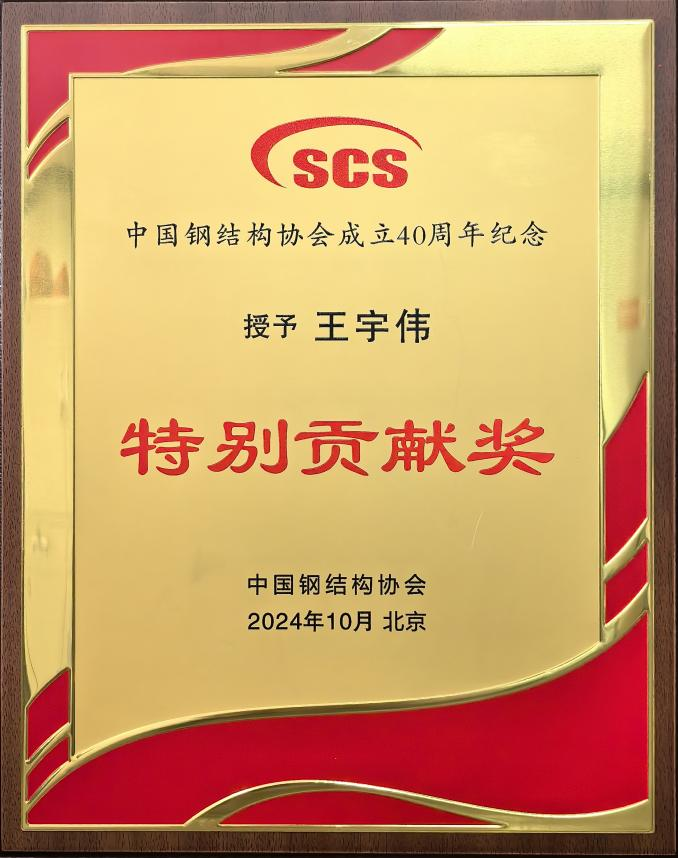 SCS
中国钢结构协会成立40周年纪念
授予 王宇伟
特别贡献奖
中国钢结构协会
2024年10月 北京